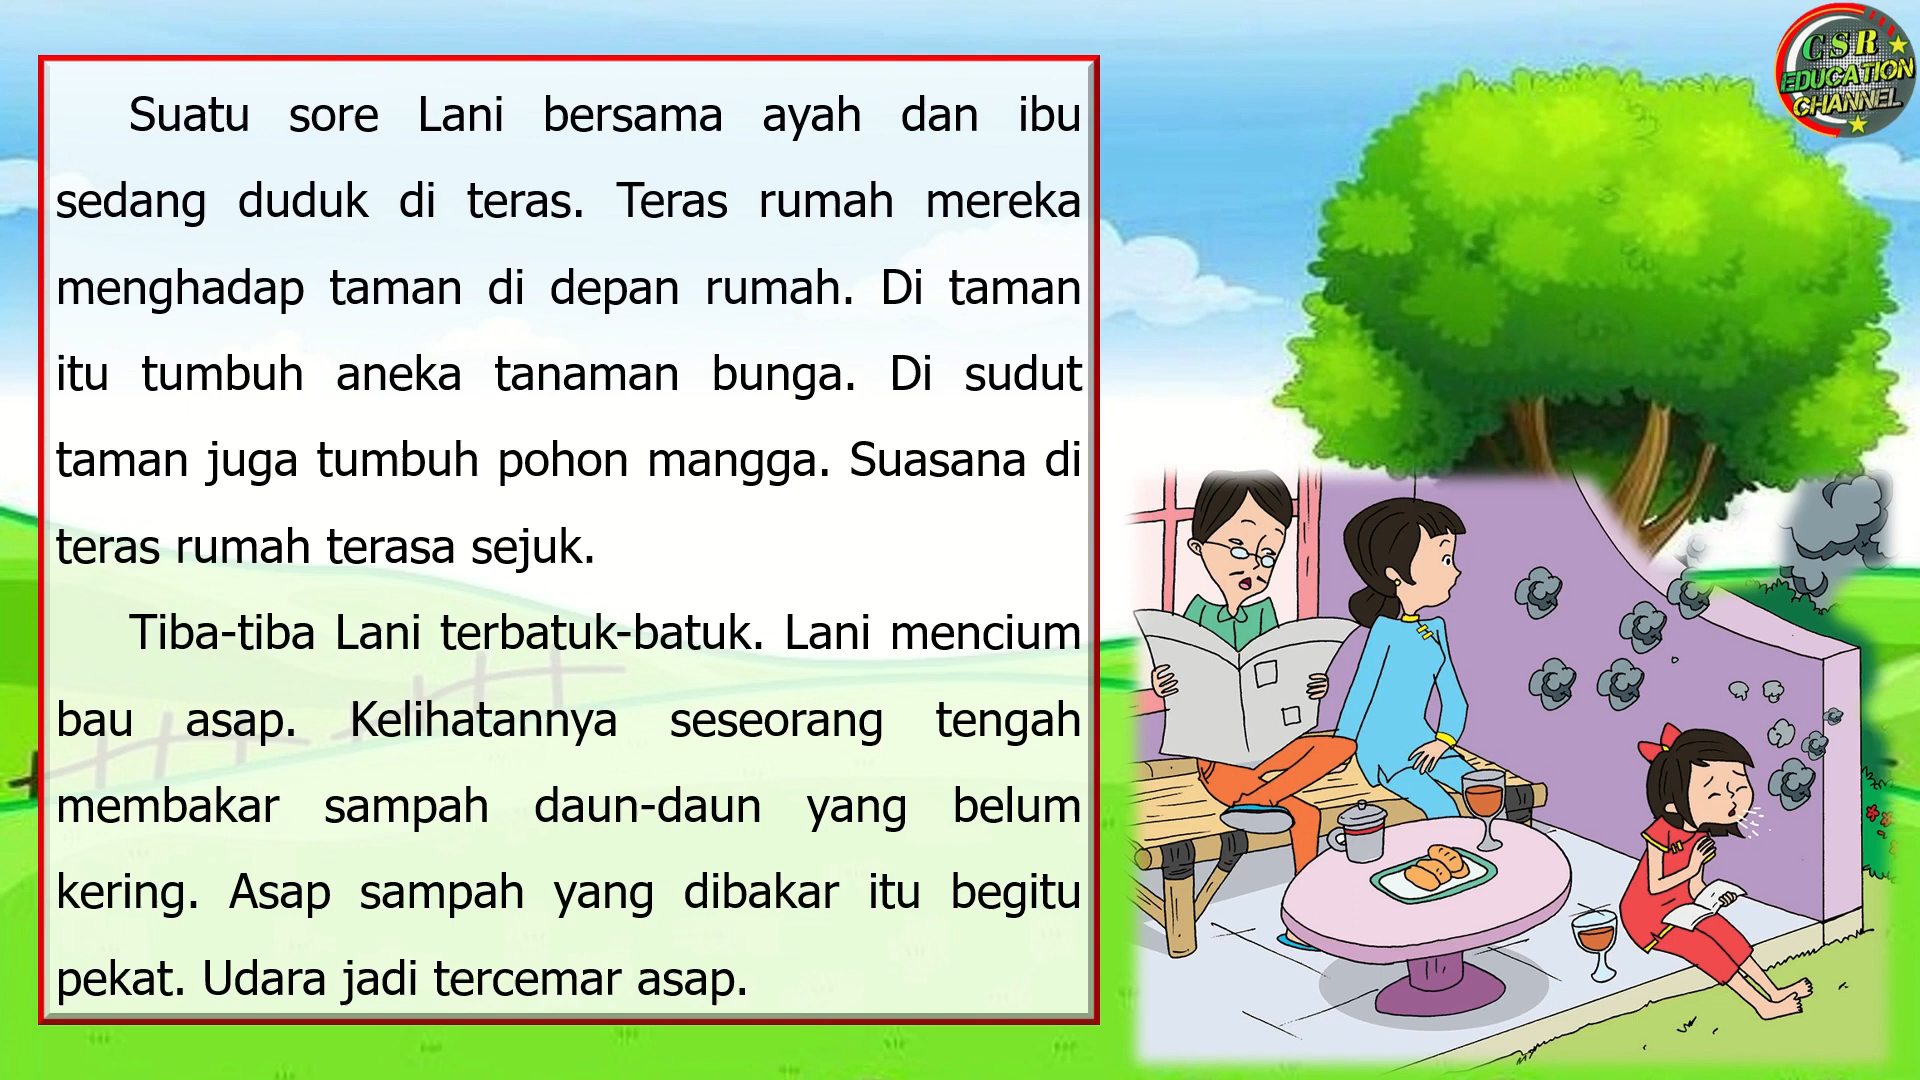 Suatu sore Lani bersama ayah dan ibu
sedang duduk di teras. Teras rumah mereka
menghadap taman di depan rumah. Di taman
itu tumbuh aneka tanaman bunga. Di sudut
taman juga tumbuh pohon mangga. Suasana di
teras rumah terasa sejuk.
Tiba-tiba Lani terbatuk-batuk. Lani mencium
bau asap. Kelihatannya seseorang tengah
membakar sampah daun-daun yang belum
kering. Asap sampah yang dibakar itu begitu
pekat. Udara jadi tercemar asap.
CSR
EDUCATION
CHANNEL